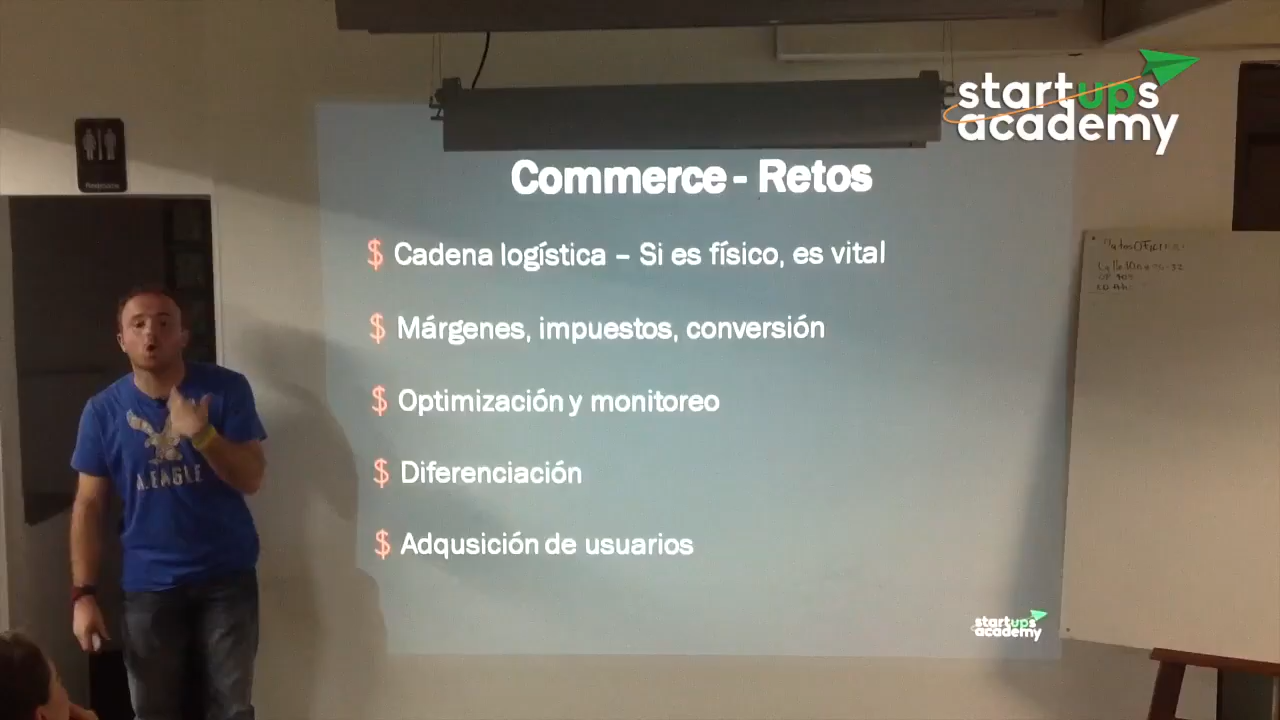 startups
academy
Restrooms
Commerce - Retos
$ Cadena logística – Si es físico, es vital
$ Márgenes, impuestos, conversión
$ Optimización y monitoreo
$ Diferenciación
$ Adqusición de usuarios
A.EAGLE
startups
academy